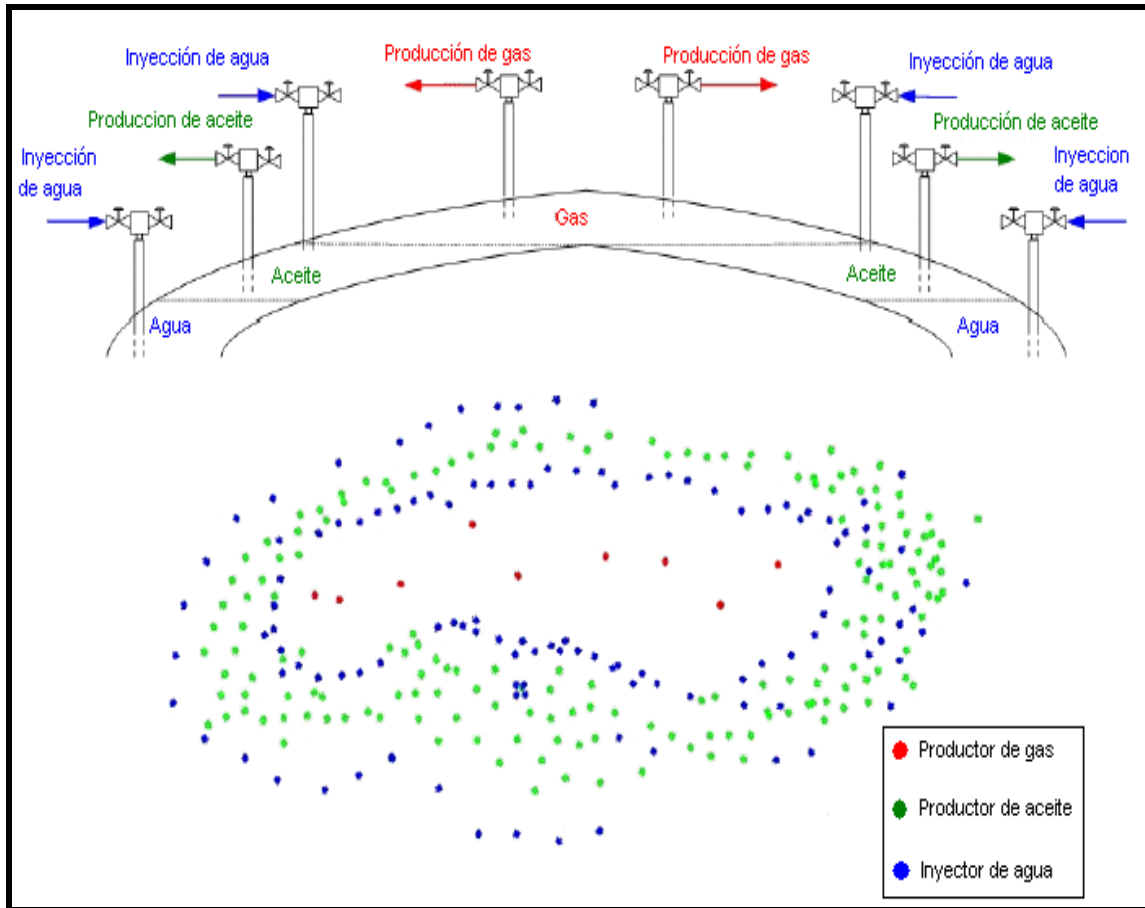 Inyección de agua
Producción de gas
Producción de gas
Inyección de agua
Produccion de aceite
Producción de aceite
Inyección
de agua
Inyeccion
de agua
Gas
Aceite
Aceite
Agua
Agua
Productor de gas
Productor de aceite
Inyector de agua